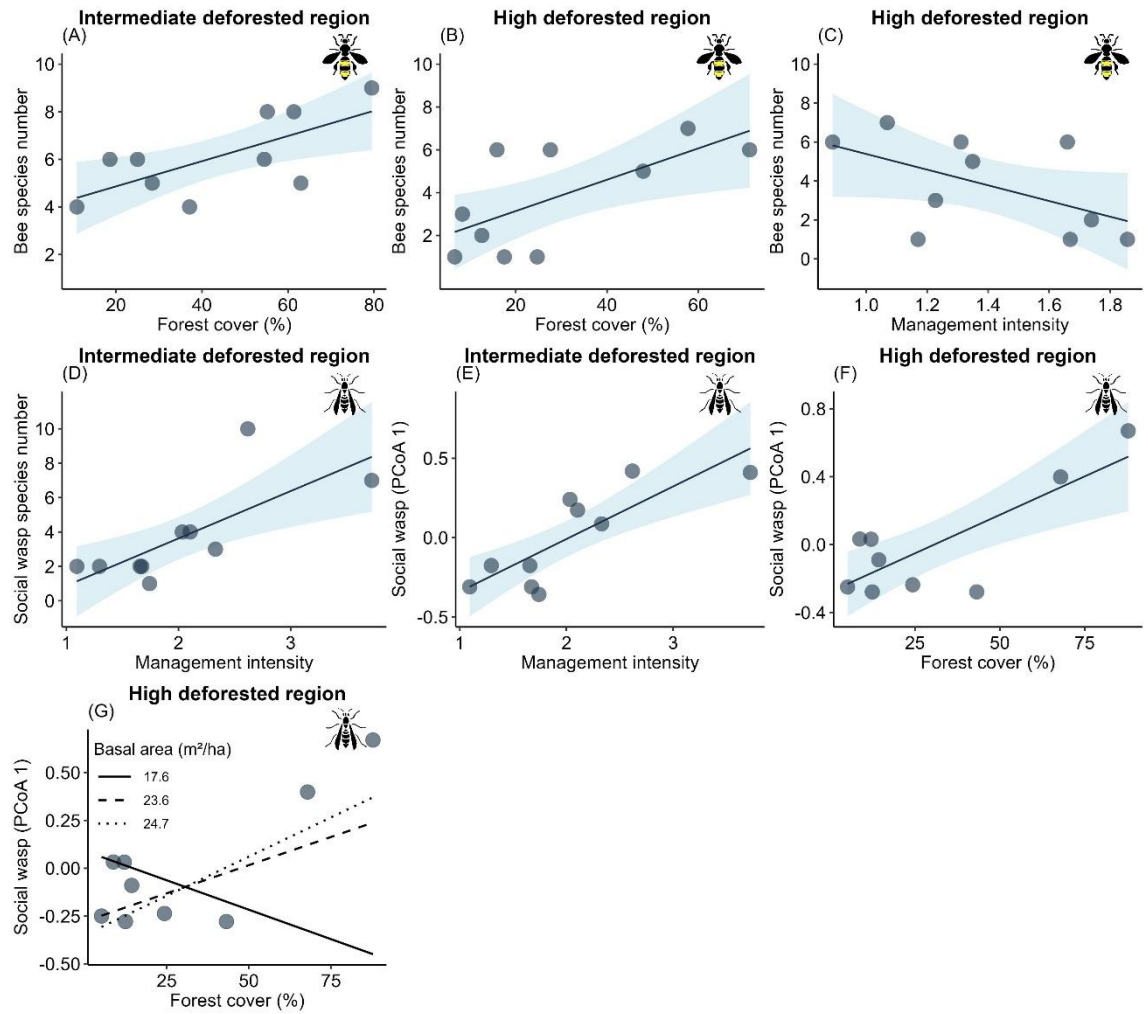 Intermediate deforested region
(A)
10
8
6
4
2
Bee species number
20 40 60 80
Forest cover (%)
High deforested region
(B)
10
8
6
4
2
Bee species number
20 40 60
Forest cover (%)
High deforested region
(C)
10
8
6
4
2
0
Bee species number
1.0 1.2 1.4 1.6 1.8
Management intensity
Intermediate deforested region
(D)
10
8
6
4
2
0
Social wasp species number
1 2 3
Management intensity
Intermediate deforested region
(E)
0.5
0.0
-0.5
Social wasp (PCoA 1)
1 2 3
Management intensity
High deforested region
(F)
0.8
0.4
0.0
-0.4
Social wasp (PCoA 1)
25 50 75
Forest cover (%)
High deforested region
(G)
Basal area (m²/ha)
17.6
23.6
24.7
0.50
0.25
0.00
-0.25
-0.50
Social wasp (PCoA 1)
25 50 75
Forest cover (%)